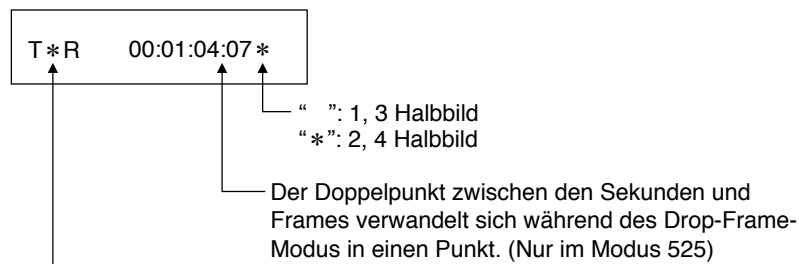 T*R 00:01:04:07*
“ ”: 1, 3 Halbbild
“*”: 2, 4 Halbbild
Der Doppelpunkt zwischen den Sekunden und
Frames verwandelt sich während des Drop-Frame-
Modus in einen Punkt. (Nur im Modus 525)